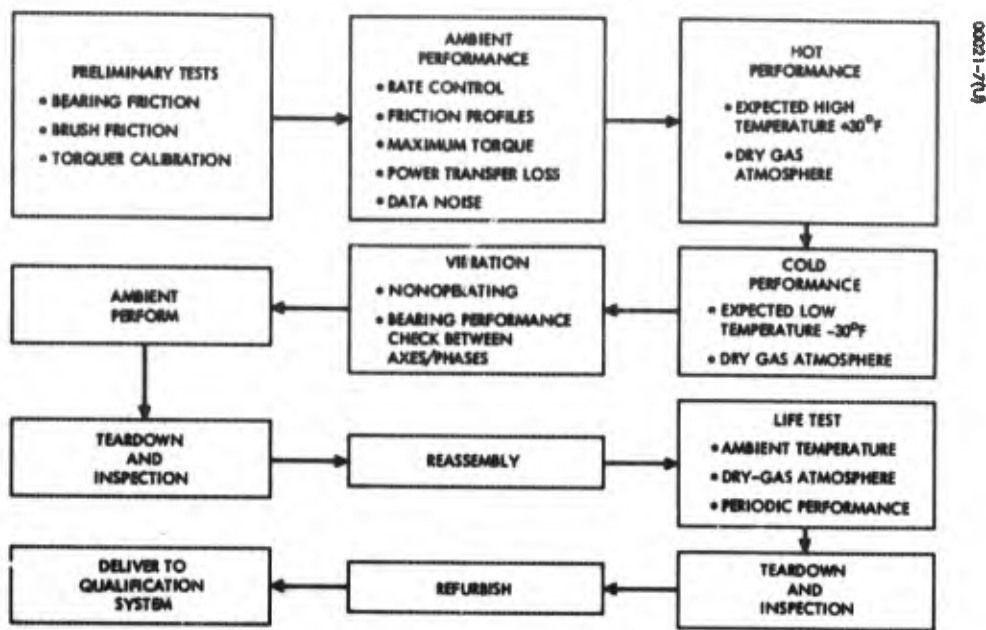 PRELIMINARY TESTS
• BEARING FRICTION
• BRUSH FRICTION
• TORQUER CALIBRATION
AMBIENT
PERFORMANCE
• RATE CONTROL
• FRICTION PROFILES
• MAXIMUM TORQUE
• POWER TRANSFER LOSS
• DATA NOISE
HOT
PERFORMANCE
• EXPECTED HIGH
TEMPERATURE +30°F
• DRY GAS
ATMOSPHERE
00021-7(U)
COLD
PERFORMANCE
• EXPECTED LOW
TEMPERATURE -30°F
• DRY GAS ATMOSPHERE
VIBRATION
• NONOPERATING
• BEARING PERFORMANCE
CHECK BETWEEN
AXES/PHASES
AMBIENT
PERFORM
TEARDOWN
AND
INSPECTION
REASSEMBLY
LIFE TEST
• AMBIENT TEMPERATURE
• DRY-GAS ATMOSPHERE
• PERIODIC PERFORMANCE
TEARDOWN
AND
INSPECTION
REFURBISH
DELIVER TO
QUALIFICATION
SYSTEM